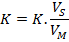 K = K. V_S / V_M